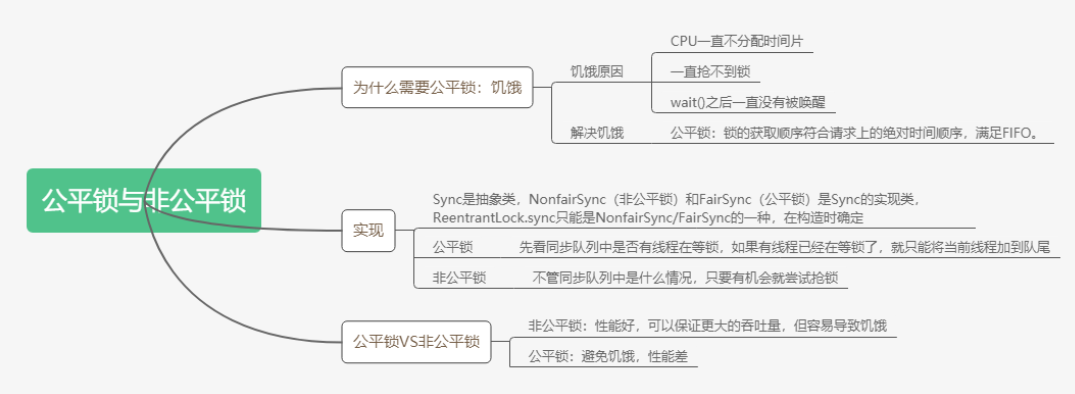 公平锁与非公平锁
为什么需要公平锁：饥饿
饥饿原因
CPU一直不分配时间片
一直抢不到锁
wait()之后一直没有被唤醒
解决饥饿
公平锁：锁的获取顺序符合请求上的绝对时间顺序，满足FIFO。
实现
Sync是抽象类，NonfairSync（非公平锁）和FairSync（公平锁）是Sync的实现类，
ReentrantLock.sync只能是NonfairSync/FairSync的一种，在构造时确定
公平锁
先看同步队列中是否有线程在等锁，如果有线程已经在等锁了，就只能将当前线程加到队尾
非公平锁
不管同步队列中是什么情况，只要有机会就尝试抢锁
公平锁VS非公平锁
非公平锁：性能好，可以保证更大的吞吐量，但容易导致饥饿
公平锁：避免饥饿，性能差